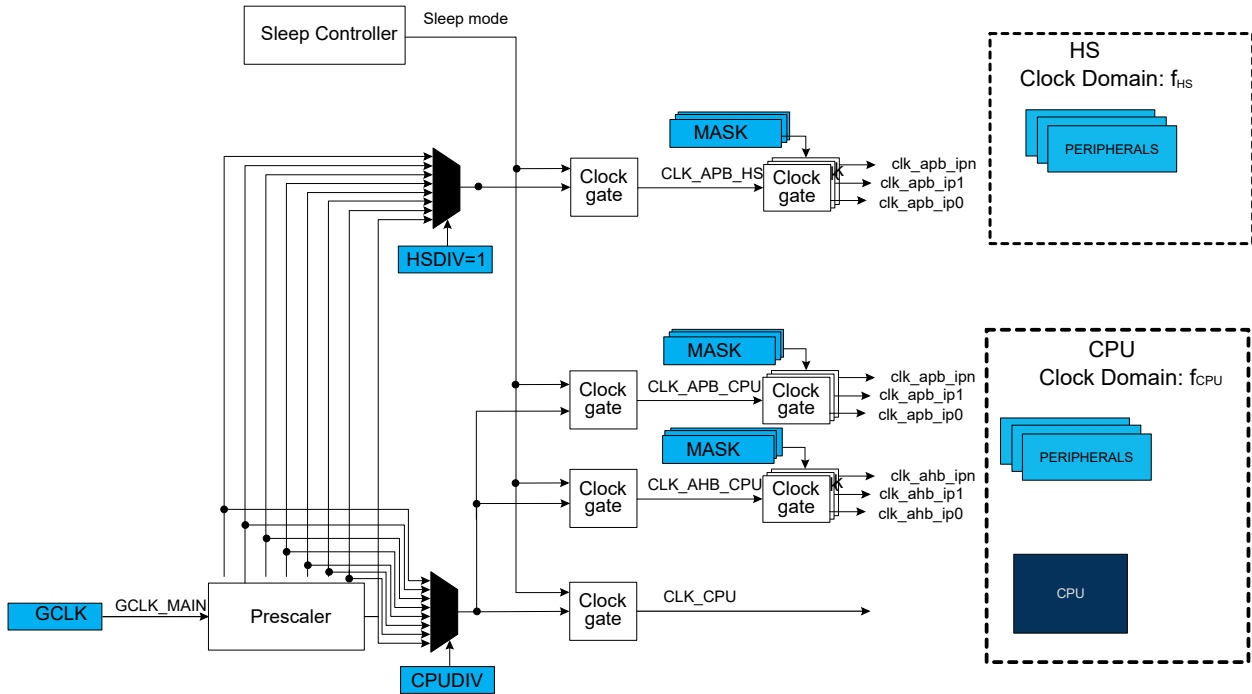 Sleep Controller
Sleep mode
HS
Clock Domain: fHS
PERIPHERALS
MASK
Clock
gate
CLK_APB_HS
Clock
gate
K
clk_apb_ipn
clk_apb_ip1
clk_apb_ip0
HSDIV=1
CPU
Clock Domain: fCPU
PERIPHERALS
CPU
MASK
Clock
gate
CLK_APB_CPU
Clock
gate
clk_apb_ipn
clk_apb_ip1
clk_apb_ip0
MASK
Clock
gate
CLK_AHB_CPU
Clock
gate
K
clk_ahb_ipn
clk_ahb_ip1
clk_ahb_ip0
GCLK
GCLK_MAIN
Prescaler
Clock
gate
CLK_CPU
CPUDIV